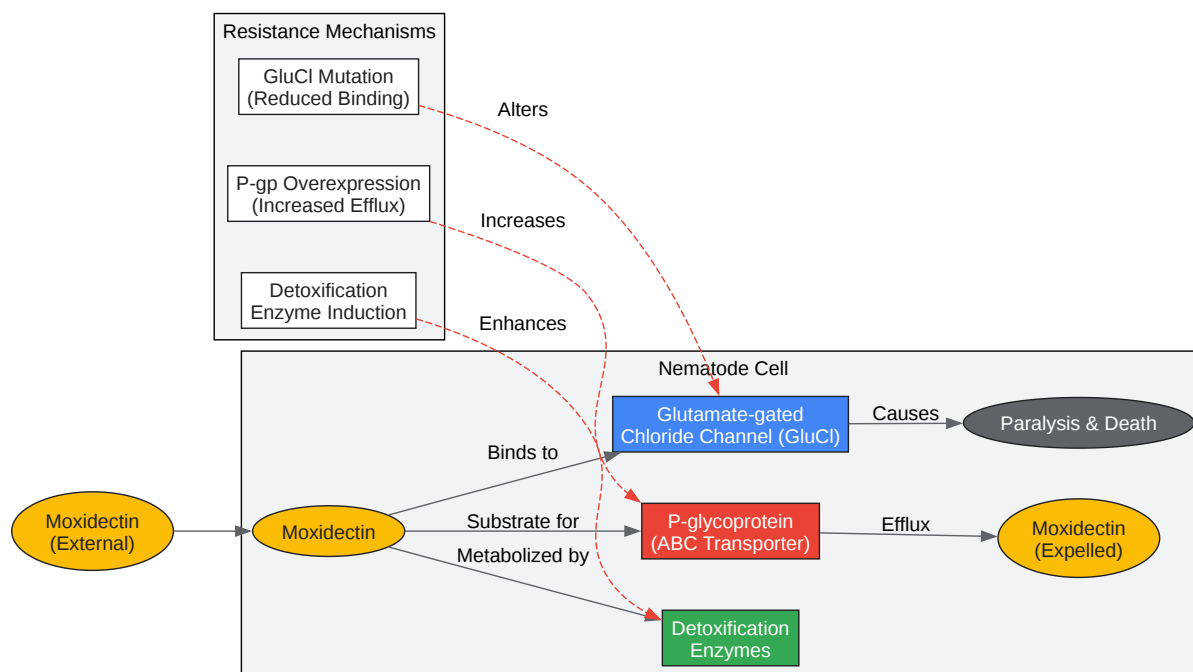 Resistance Mechanisms
GluCl Mutation
(Reduced Binding)
Alters
P-gp Overexpression
(Increased Efflux)
Increases
Detoxification
Enzyme Induction
Enhances
Nematode Cell
Glutamate-gated
Chloride Channel (GluCl)
Causes
Paralysis & Death
Binds to
Moxidectin
(External)
Moxidectin
Substrate for
P-glycoprotein
(ABC Transporter)
Efflux
Moxidectin
(Expelled)
Metabolized by
Detoxification
Enzymes